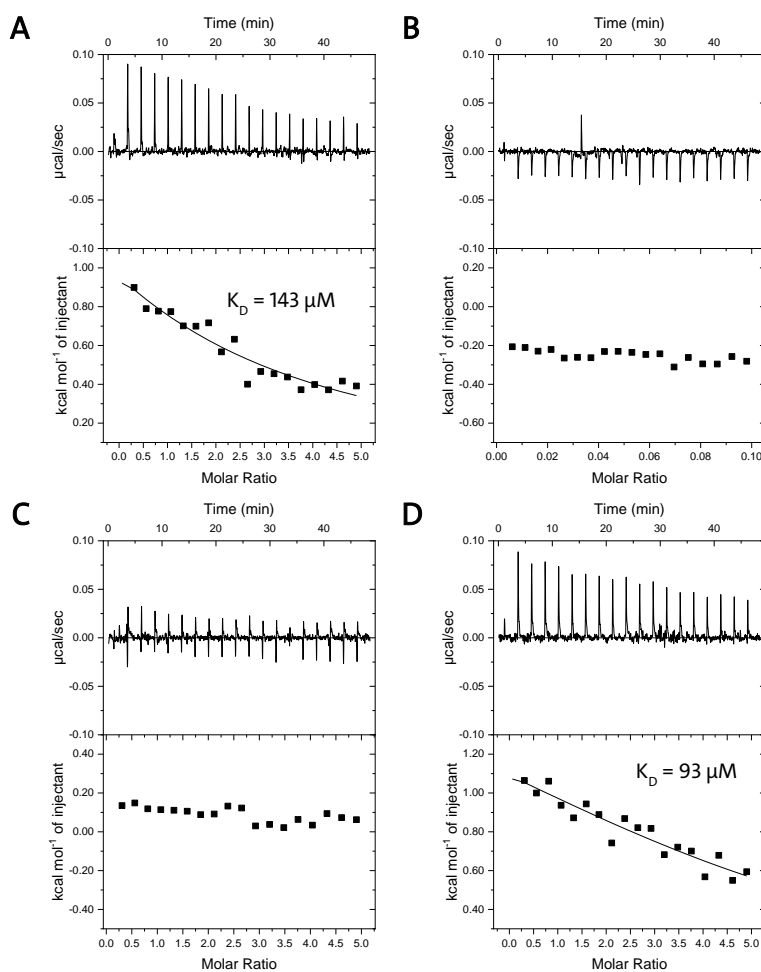 A
Time (min)
0 10 20 30 40
0.10
0.05
0.00
-0.05
-0.10
µcal/sec
1.00
0.80
0.60
0.40
0.20
kcal mol⁻¹ of injectant
K_D = 143 µM
0.0 0.5 1.0 1.5 2.0 2.5 3.0 3.5 4.0 4.5 5.0
Molar Ratio
B
Time (min)
0 10 20 30 40
0.10
0.05
0.00
-0.05
-0.10
µcal/sec
0.20
0.00
-0.20
-0.40
-0.60
kcal mol⁻¹ of injectant
0.00 0.02 0.04 0.06 0.08 0.10
Molar Ratio
C
Time (min)
0 10 20 30 40
0.10
0.05
0.00
-0.05
-0.10
µcal/sec
0.40
0.20
0.00
-0.20
-0.40
kcal mol⁻¹ of injectant
0.0 0.5 1.0 1.5 2.0 2.5 3.0 3.5 4.0 4.5 5.0
Molar Ratio
D
Time (min)
0 10 20 30 40
0.10
0.05
0.00
-0.05
-0.10
µcal/sec
1.20
1.00
0.80
0.60
0.40
kcal mol⁻¹ of injectant
K_D = 93 µM
0.0 0.5 1.0 1.5 2.0 2.5 3.0 3.5 4.0 4.5 5.0
Molar Ratio